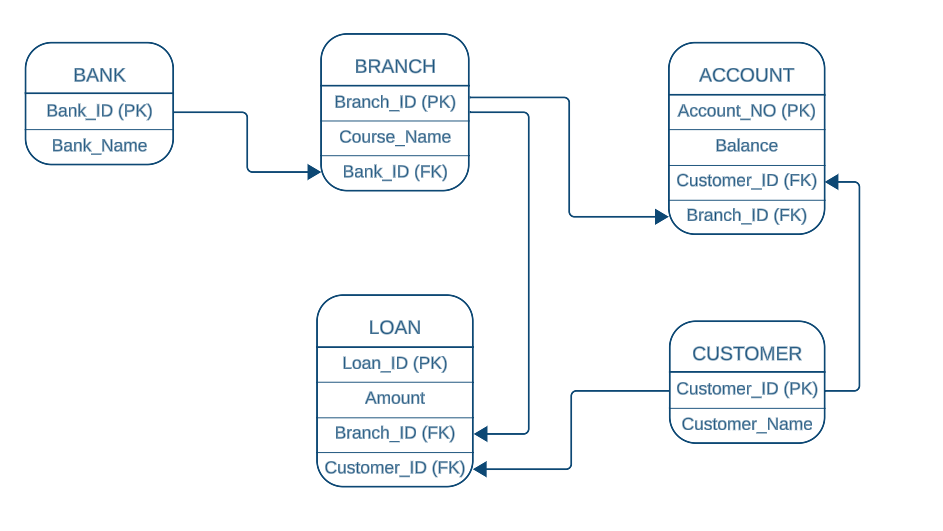 BANK
Bank_ID (PK)
Bank_Name
BRANCH
Branch_ID (PK)
Course_Name
Bank_ID (FK)
ACCOUNT
Account_NO (PK)
Balance
Customer_ID (FK)
Branch_ID (FK)
LOAN
Loan_ID (PK)
Amount
Branch_ID (FK)
Customer_ID (FK)
CUSTOMER
Customer_ID (PK)
Customer_Name